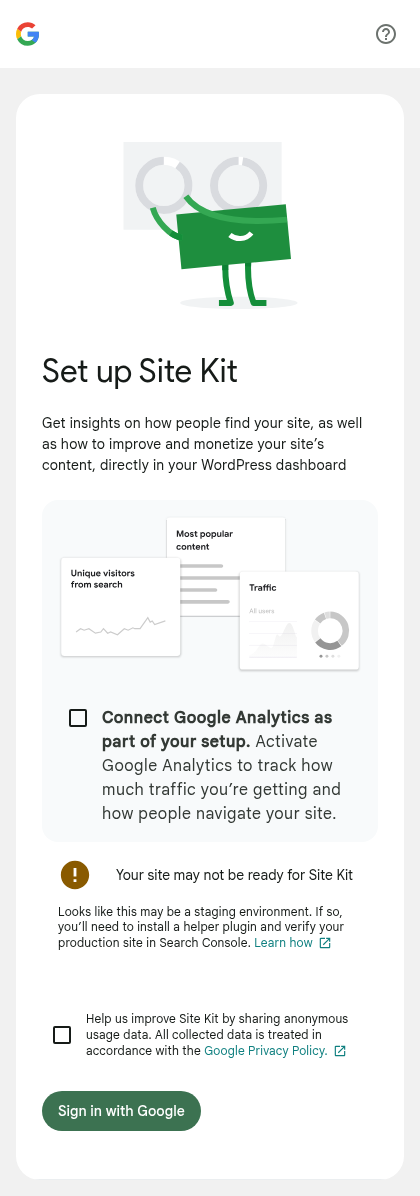 Set up Site Kit
Get insights on how people find your site, as well
as how to improve and monetize your site’s
content, directly in your WordPress dashboard
Most popular
content
Unique visitors
from search
Traffic
All users
Connect Google Analytics as
part of your setup. Activate
Google Analytics to track how
much traffic you’re getting and
how people navigate your site.
Your site may not be ready for Site Kit
Looks like this may be a staging environment. If so,
you’ll need to install a helper plugin and verify your
production site in Search Console. Learn how
Help us improve Site Kit by sharing anonymous
usage data. All collected data is treated in
accordance with the Google Privacy Policy.
Sign in with Google